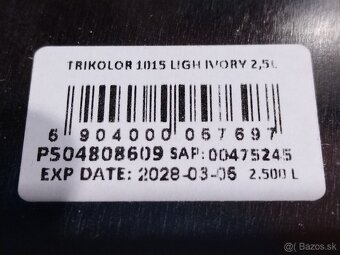 TRIKOLOR 1015 LIGH IVORY 2,5L
6 904000 067697
PS04808609 SAP: 00475245
EXP DATE: 2028-03-06 2.500 L
Bazos.sk